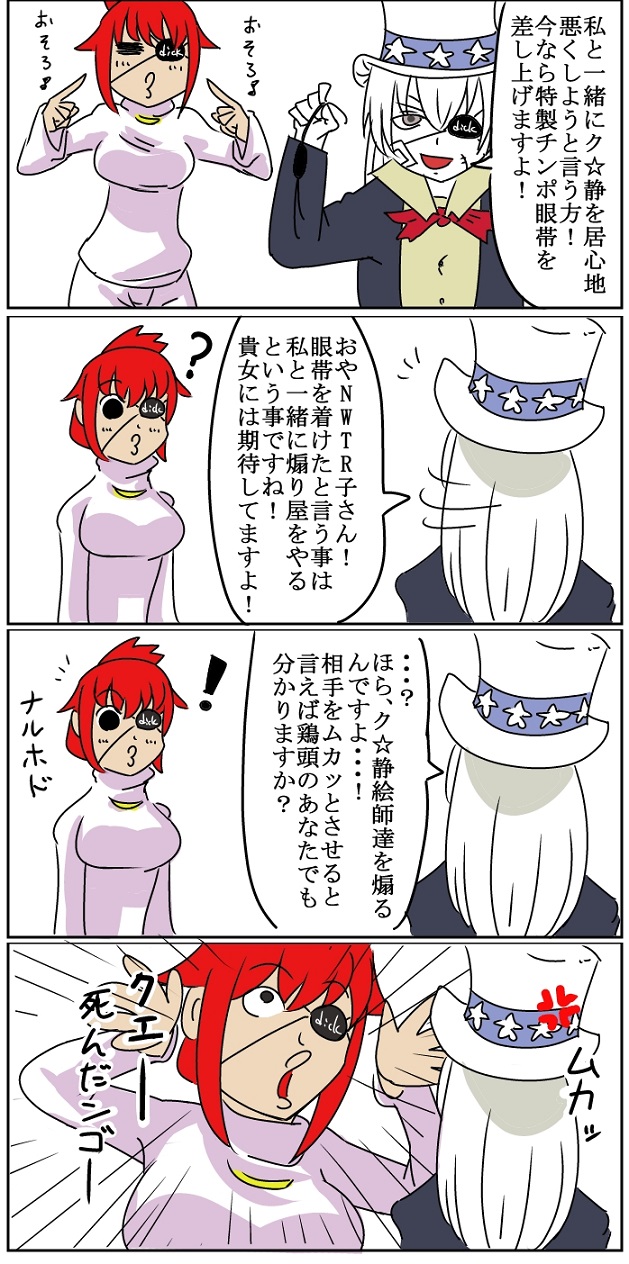 私と一緒にク☆静を居心地
悪くしようと言う方！
今なら特製チンポ眼帯を
差し上げますよ！
dick
おそろ♪
dick
おそろ♪
おやＮＷＴＲ子さん！
眼帯を着けたと言う事は
私と一緒に煽り屋をやる
という事ですね！
貴女には期待してますよ！
？
dick
・・・？
ほら、ク☆静絵師達を煽る
んですよ・・・！
相手をムカッとさせると
言えば鶏頭のあなたでも
分かりますか？
！
dick
ナルホド
ムカッ
dick
クエー
死んだンゴー